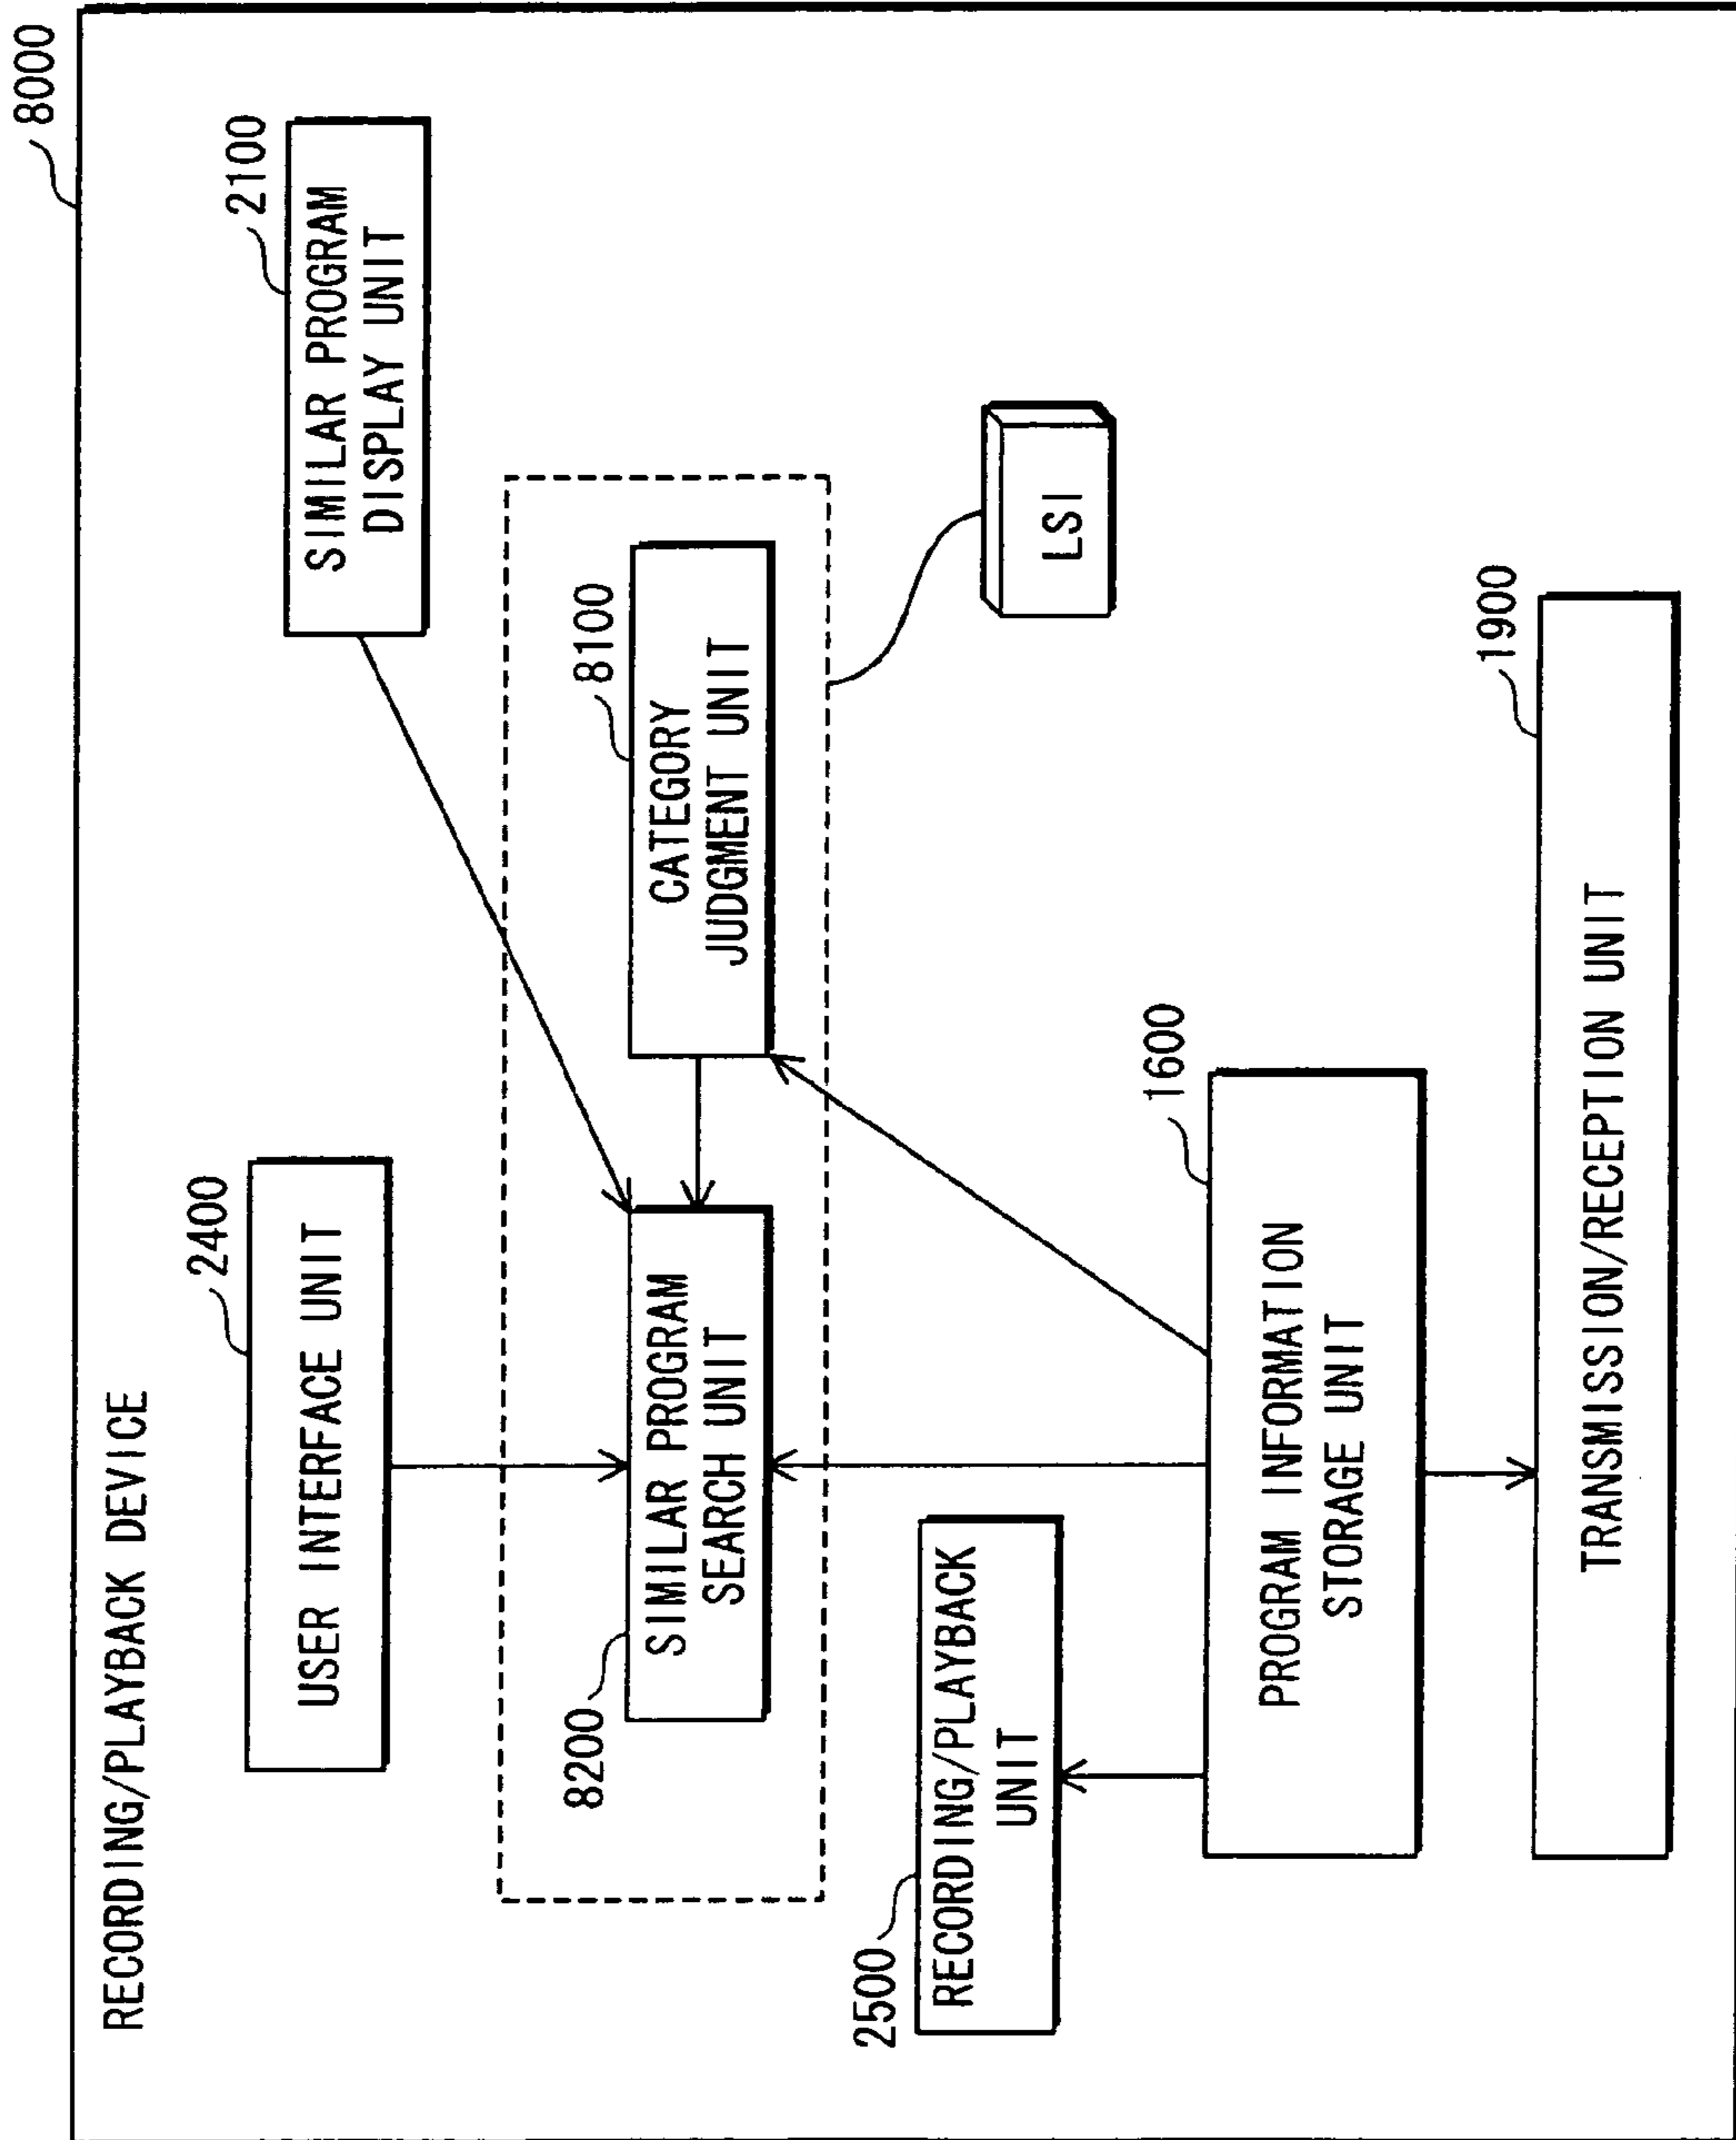 8000
RECORDING/PLAYBACK DEVICE
2400
USER INTERFACE UNIT
2100
SIMILAR PROGRAM
DISPLAY UNIT
8200
SIMILAR PROGRAM
SEARCH UNIT
8100
CATEGORY
JUDGMENT UNIT
LSI
2500
RECORDING/PLAYBACK
UNIT
1600
PROGRAM INFORMATION
STORAGE UNIT
1900
TRANSMISSION/RECEPTION UNIT